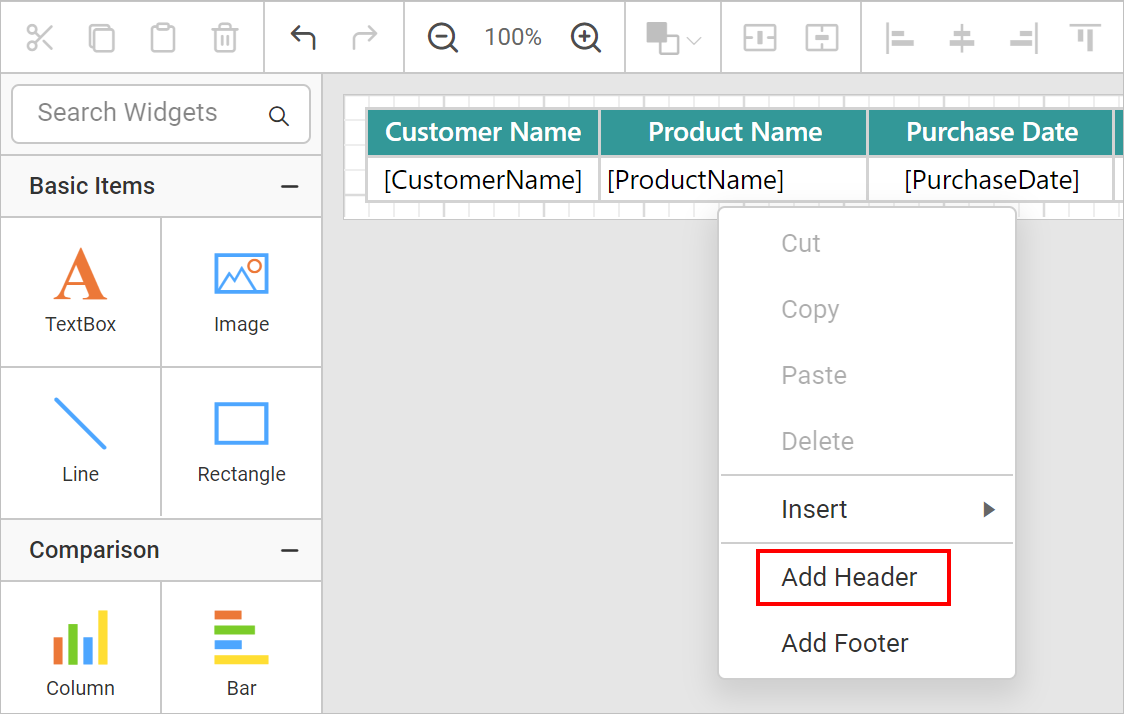 100%
Search Widgets
Basic Items
TextBox
Image
Line
Rectangle
Comparison
Column
Bar
Customer Name Product Name Purchase Date
[CustomerName] [ProductName] [PurchaseDate]
Cut
Copy
Paste
Delete
Insert
Add Header
Add Footer